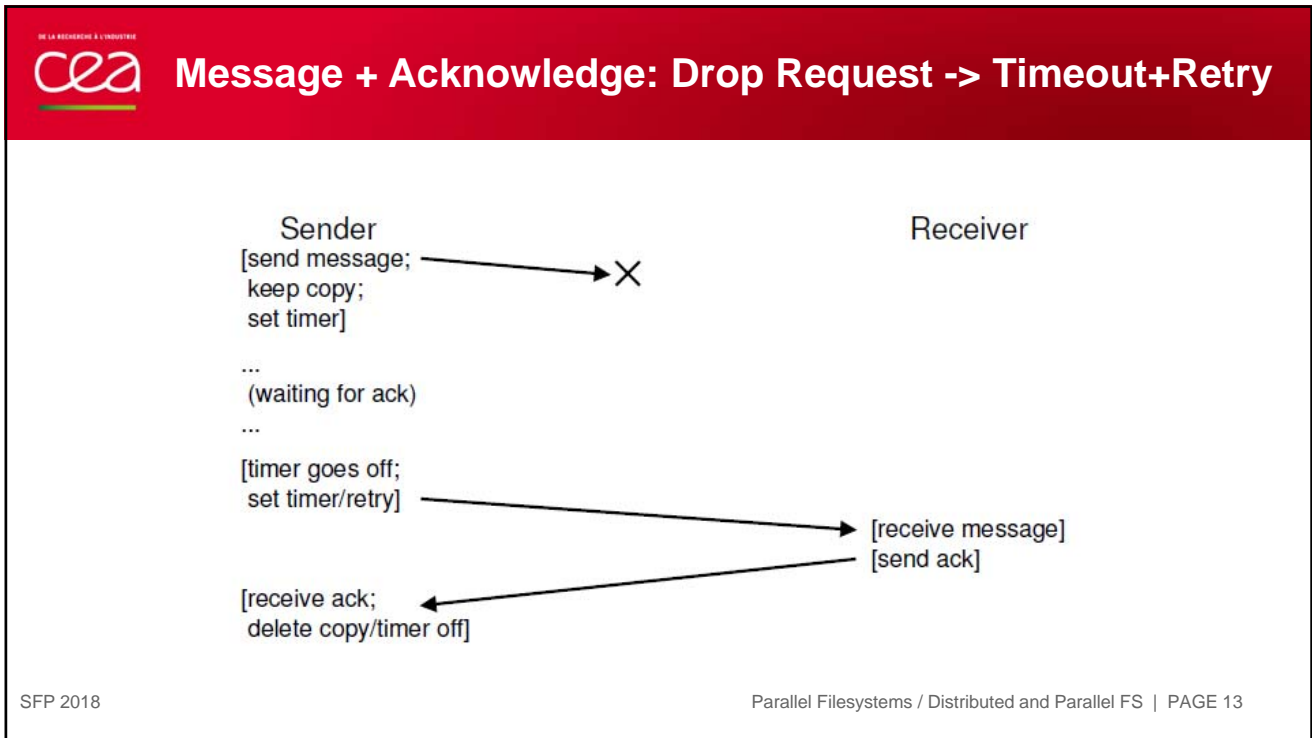 DE LA RECHERCHE À L'INDUSTRIE
cea
Message + Acknowledge: Drop Request -> Timeout+Retry
Sender
Receiver
[send message;
keep copy;
set timer]
...
(waiting for ack)
...
[timer goes off;
set timer/retry]
[receive message]
[send ack]
[receive ack;
delete copy/timer off]
SFP 2018
Parallel Filesystems / Distributed and Parallel FS | PAGE 13